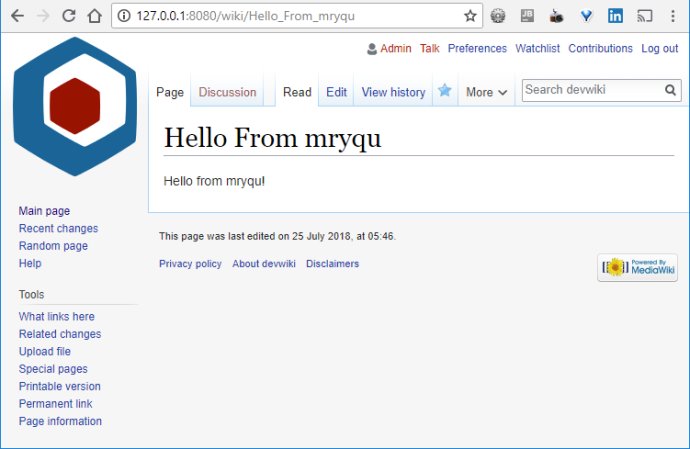 127.0.0.1:8080/wiki/Hello_From_mryqu
JB
in
Admin Talk Preferences Watchlist Contributions Log out
Page Discussion Read Edit View history More Search devwiki
Hello From mryqu
Hello from mryqu!
Main page
Recent changes
Random page
Help
Tools
What links here
Related changes
Upload file
Special pages
Printable version
Permanent link
Page information
This page was last edited on 25 July 2018, at 05:46.
Privacy policy About devwiki Disclaimers
Powered By
MediaWiki